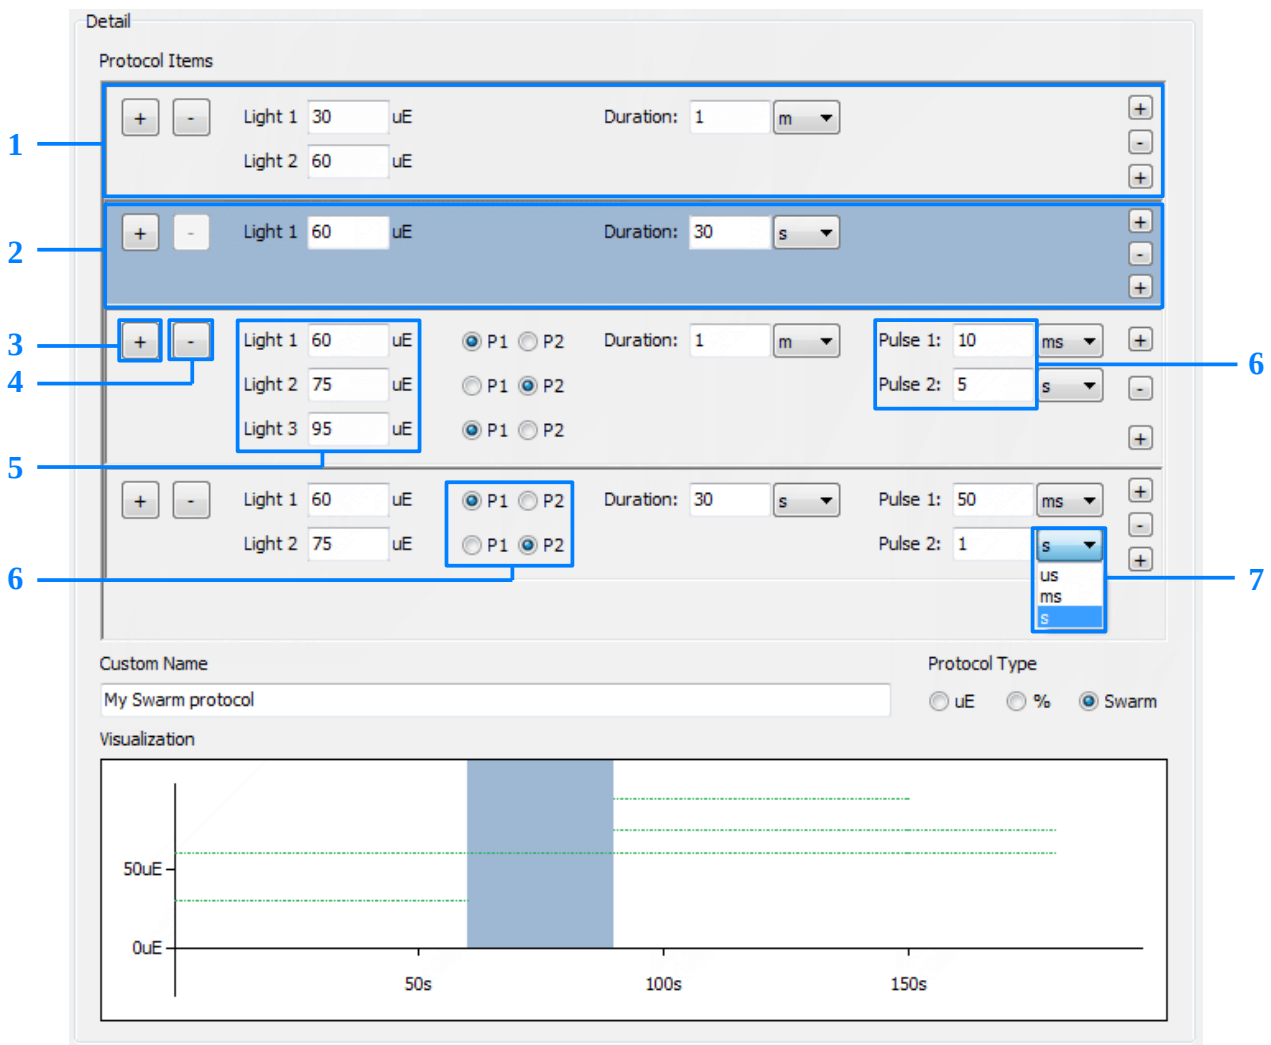 Detail
Protocol Items
1
+ - Light 1 30 uE Duration: 1 m +
-
Light 2 60 uE +
2
+ - Light 1 60 uE Duration: 30 s +
-
+
3
+ - Light 1 60 uE P1 P2 Duration: 1 m Pulse 1: 10 ms +
6
4
Light 2 75 uE P1 P2 Pulse 2: 5 s -
Light 3 95 uE P1 P2 +
5
+ - Light 1 60 uE P1 P2 Duration: 30 s Pulse 1: 50 ms +
-
Light 2 75 uE P1 P2 Pulse 2: 1 s +
6
us
7
ms
s
Custom Name
Protocol Type
My Swarm protocol
uE % Swarm
Visualization
50uE
0uE
50s 100s 150s